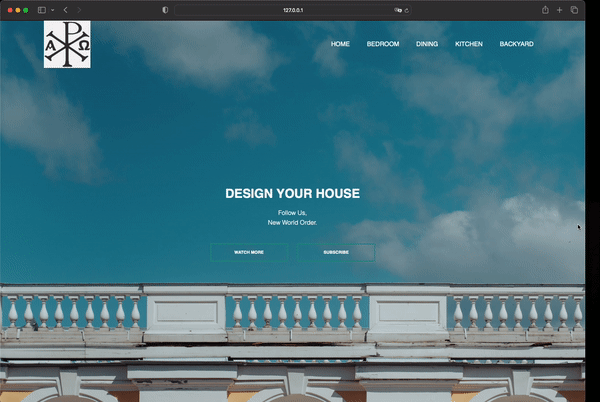 127.0.0.1
Α Ω
HOME BEDROOM DINING KITCHEN BACKYARD
DESIGN YOUR HOUSE
Follow Us,
New World Order.
WATCH MORE SUBSCRIBE